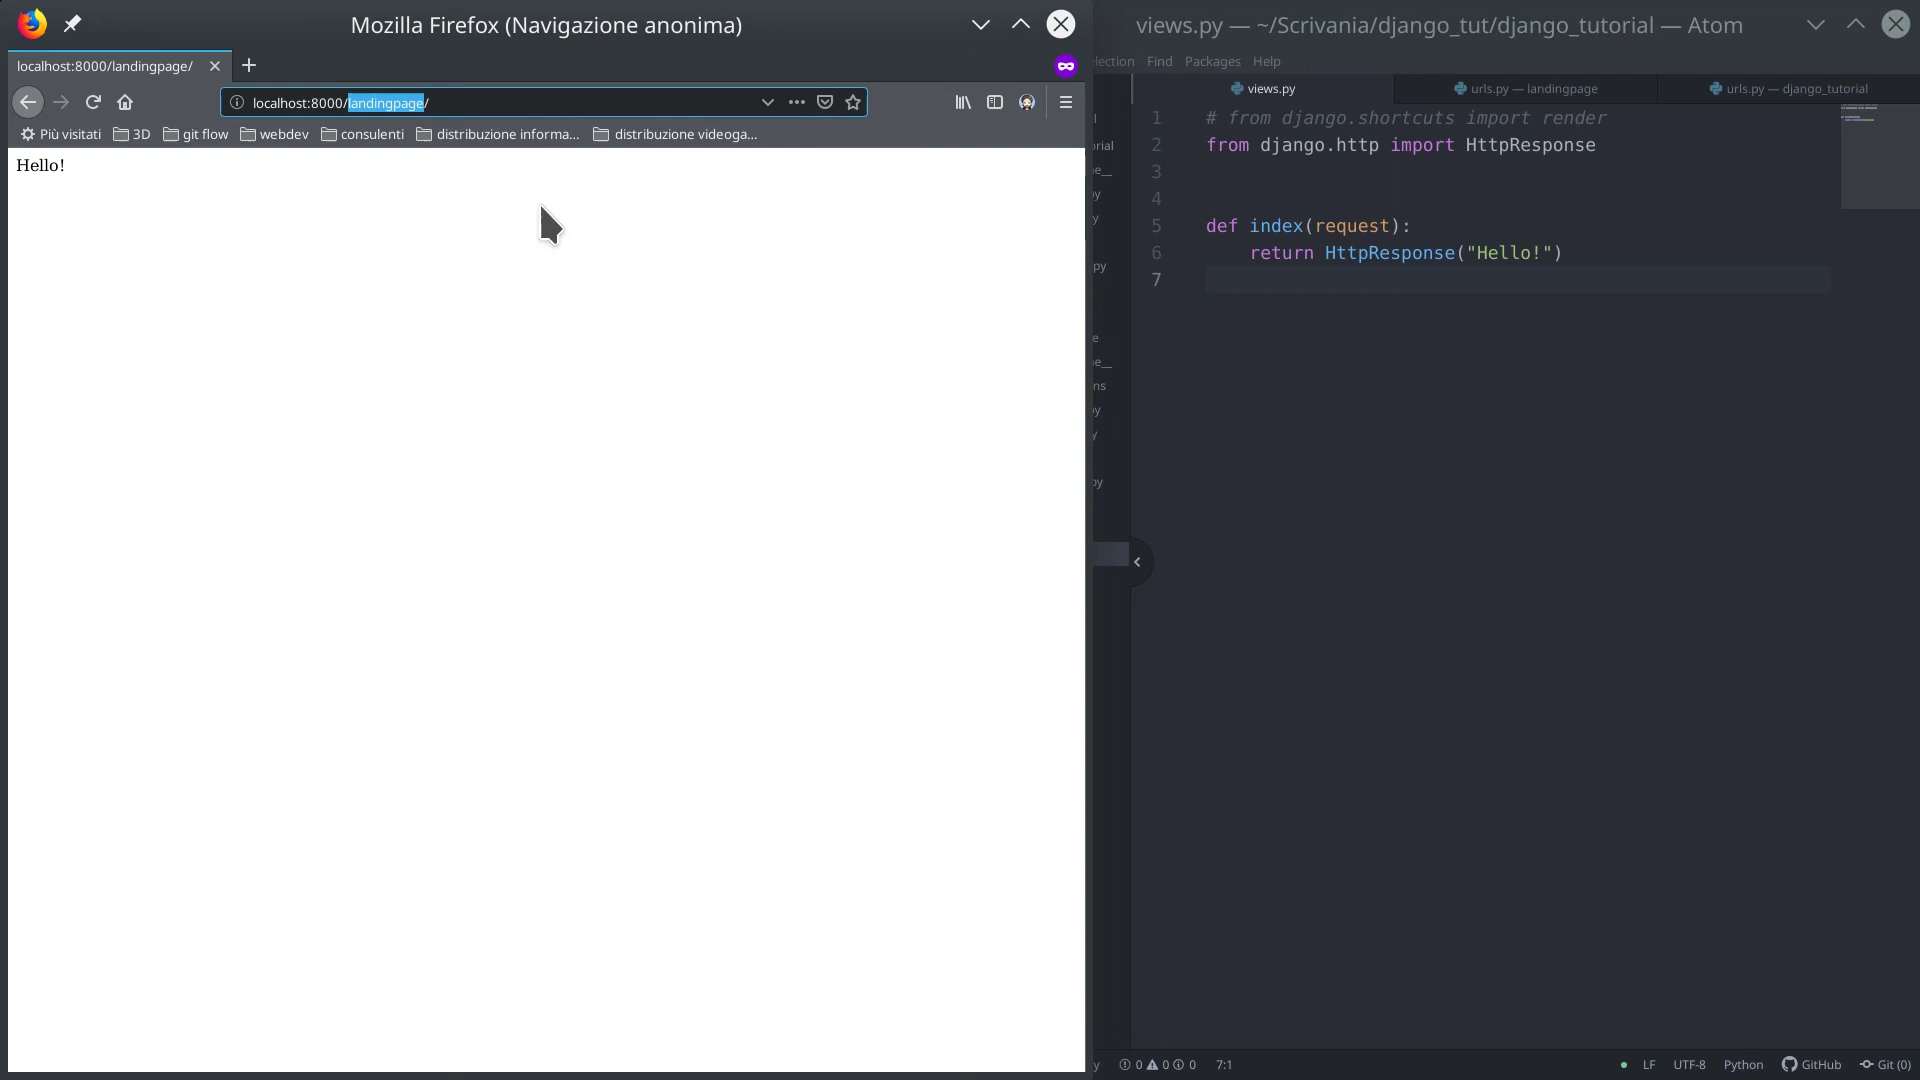 Mozilla Firefox (Navigazione anonima)
localhost:8000/landingpage/
localhost:8000/landingpage/
Più visitati 3D git flow webdev consulenti distribuzione informa... distribuzione videoga...
Hello!
views.py — ~/Scrivania/django_tut/django_tutorial — Atom
Find Packages Help
views.py urls.py — landingpage urls.py — django_tutorial
1 # from django.shortcuts import render
2 from django.http import HttpResponse
3
4
5 def index(request):
6 return HttpResponse("Hello!")
7
0 0 0 7:1 LF UTF-8 Python GitHub Git (0)